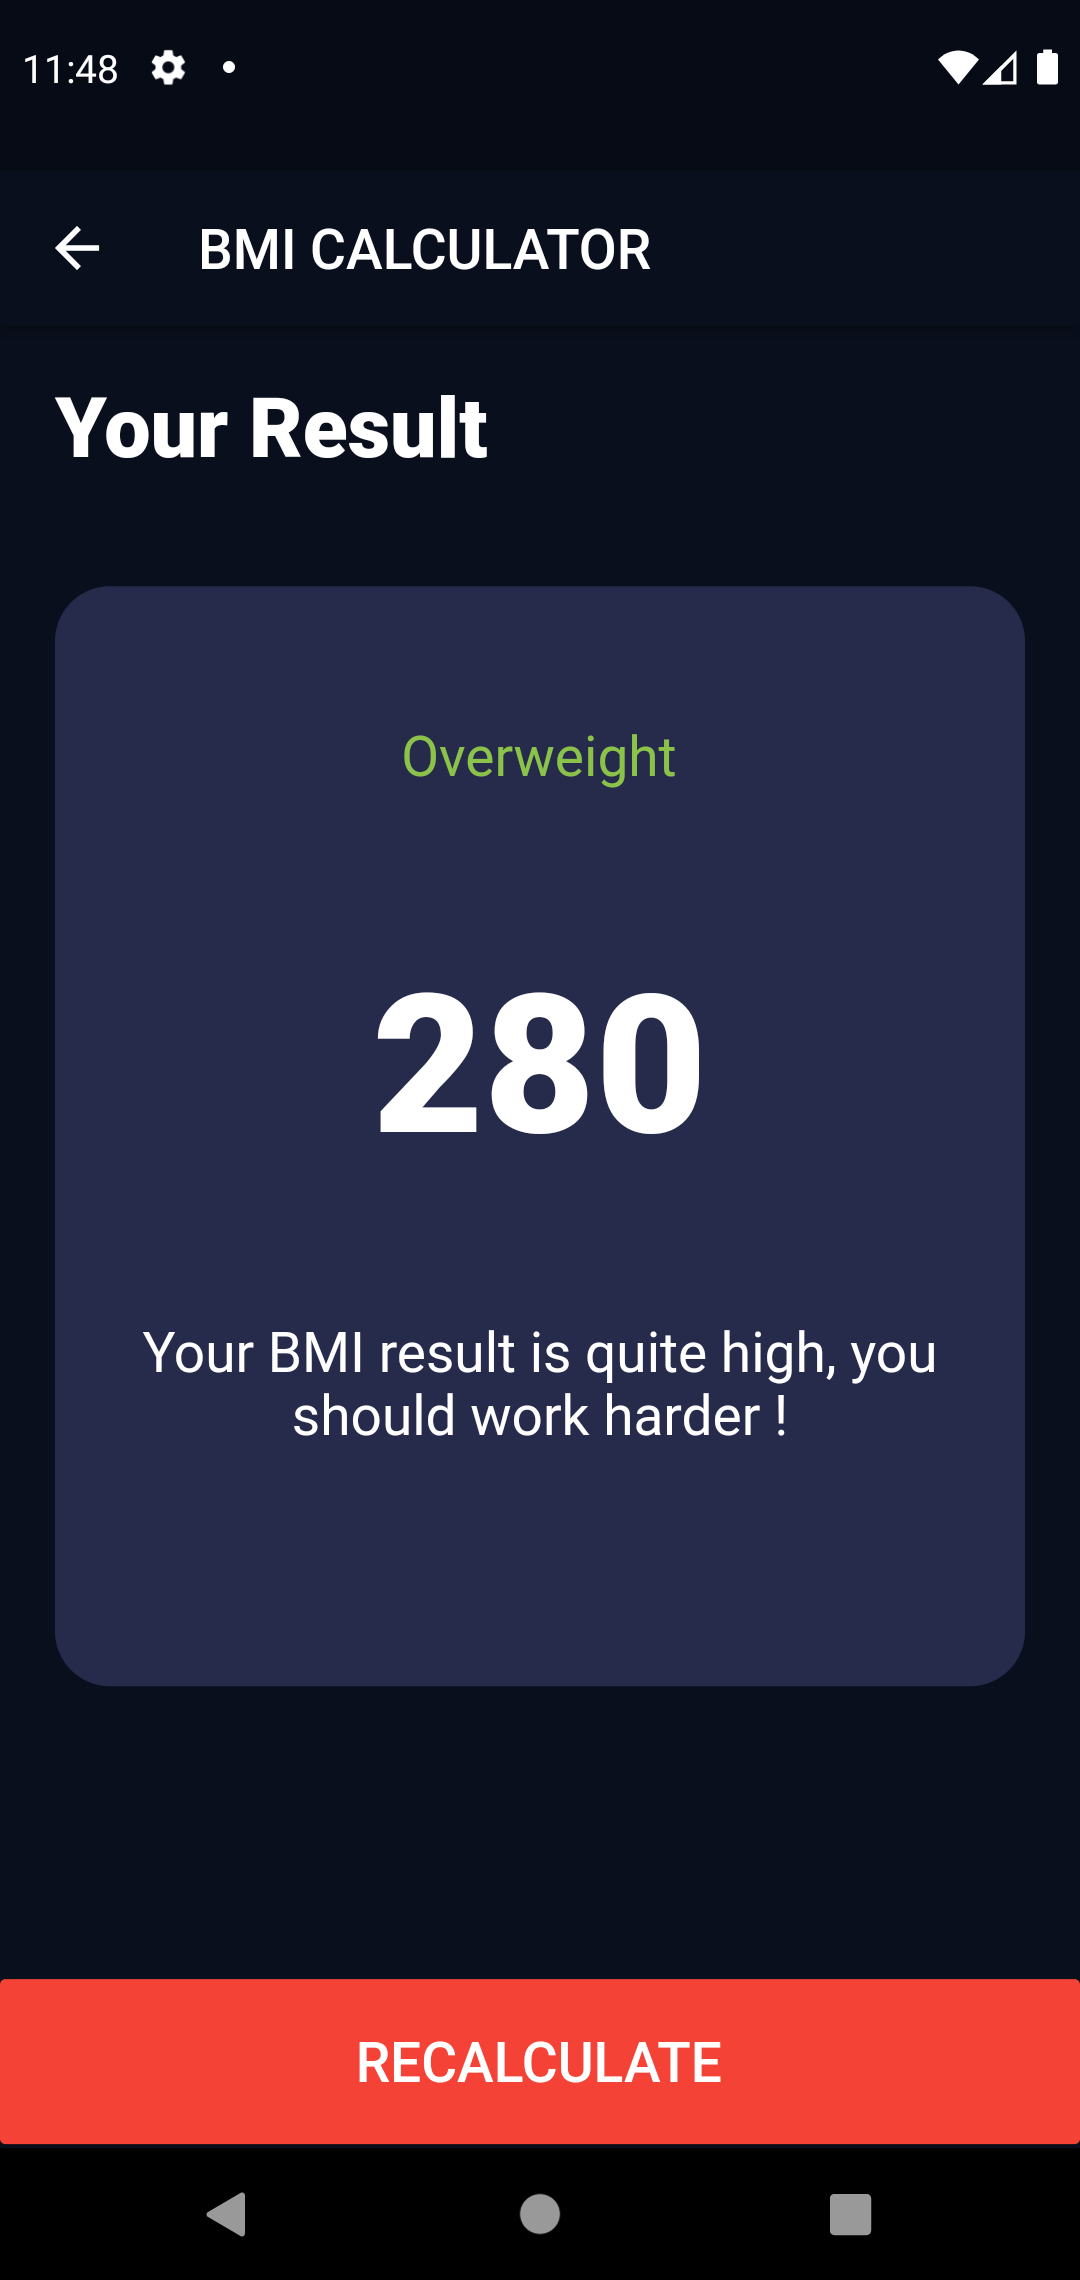 11:48
BMI CALCULATOR
Your Result
Overweight
280
Your BMI result is quite high, you
should work harder !
RECALCULATE